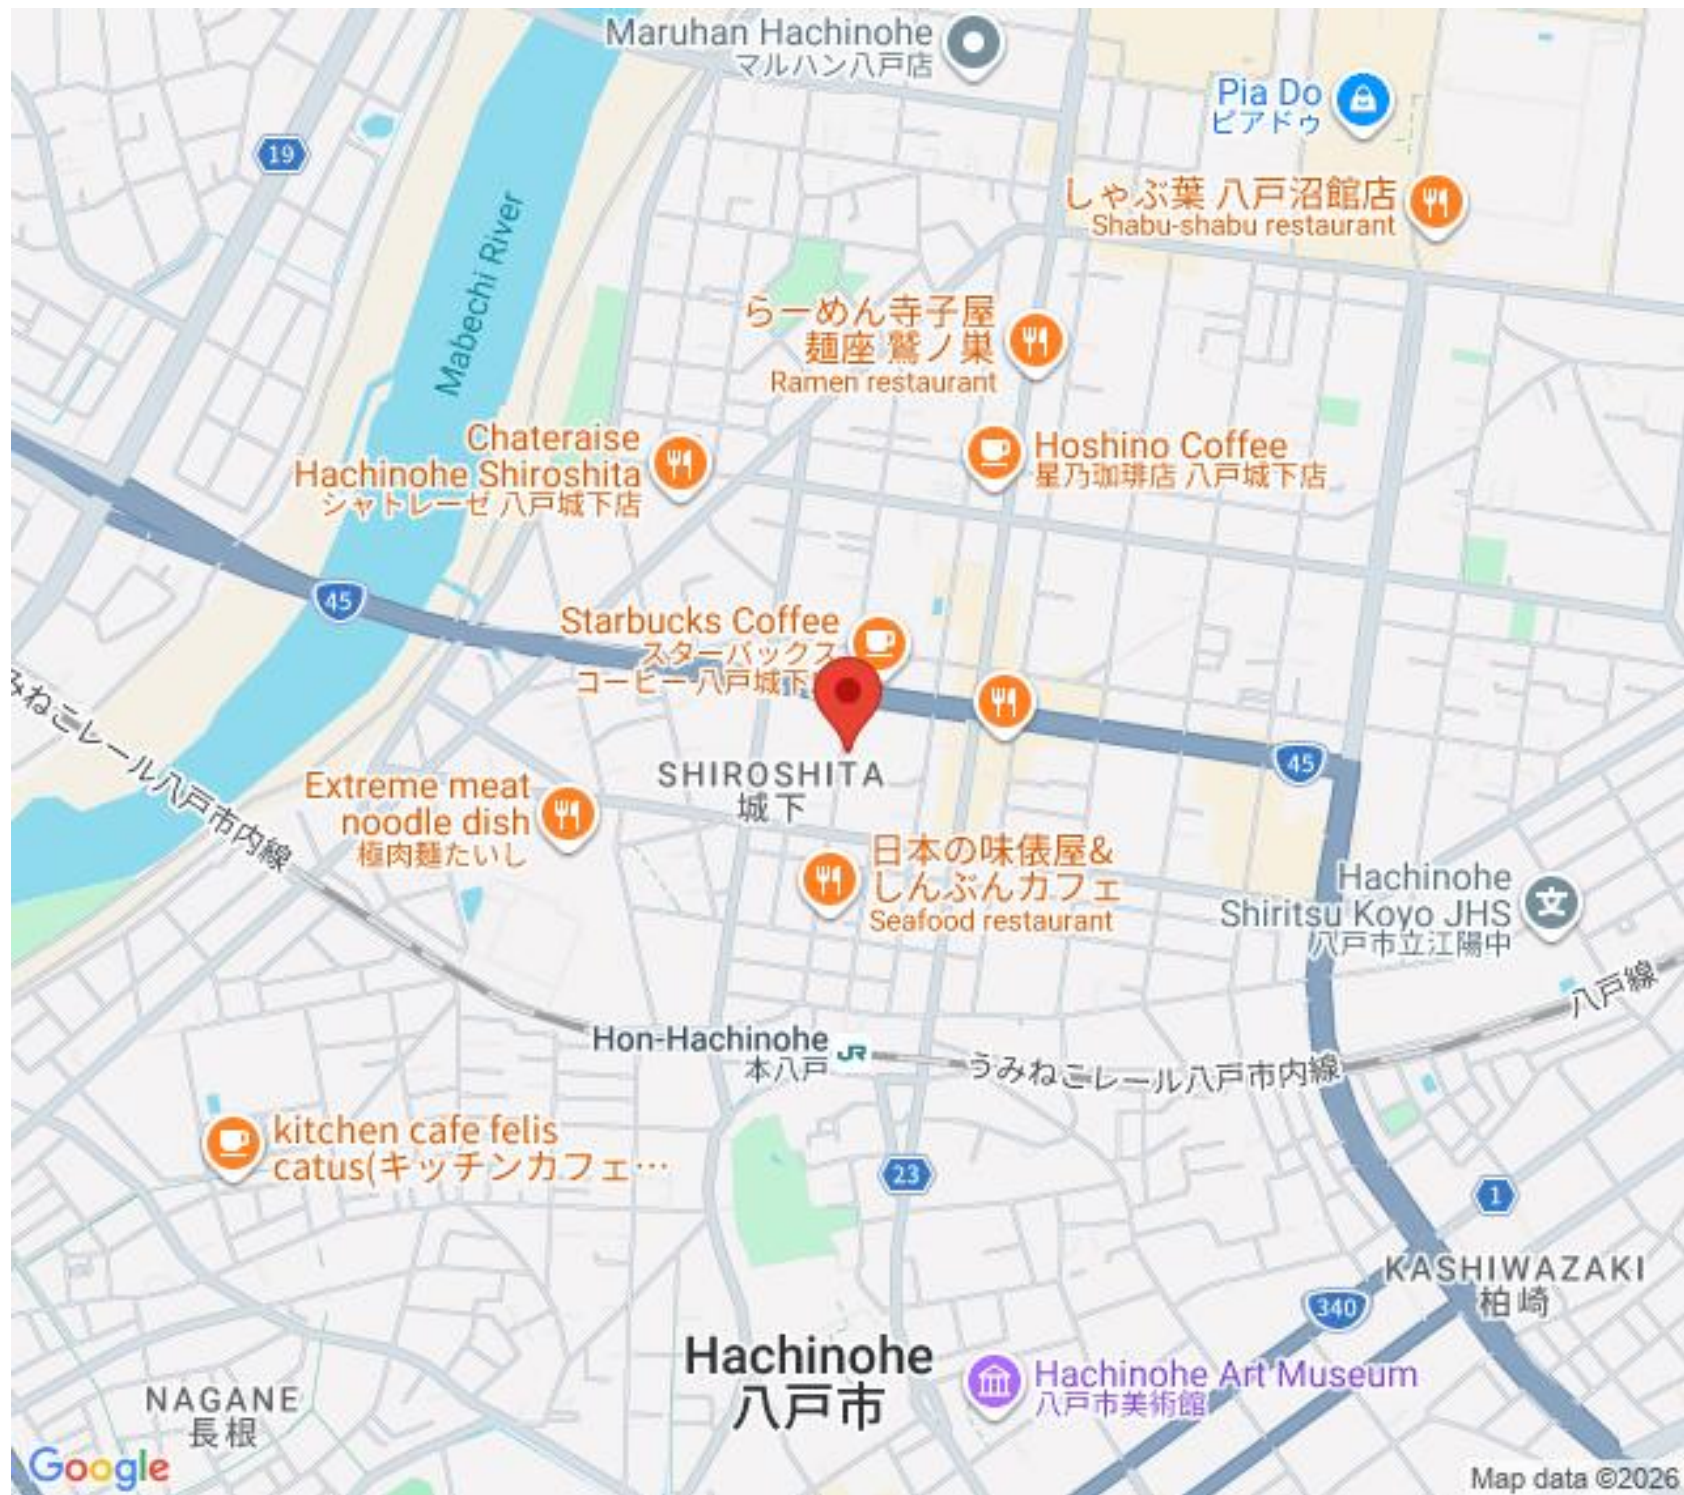 Maruhan Hachinohe
マルハン八戸店
Pia Do
ピアドゥ
19
しゃぶ葉 八戸沼館店
Shabu-shabu restaurant
Mabechi River
らーめん寺子屋
麺座 鷲ノ巣
Ramen restaurant
Chateraise
Hachinohe Shiroshita
シャトレーゼ 八戸城下店
Hoshino Coffee
星乃珈琲店 八戸城下店
45
Starbucks Coffee
スターバックス
コーヒー 八戸城下
SHIROSHITA
城下
45
みねこレール八戸市内線
Extreme meat
noodle dish
極肉麺たいし
日本の味俵屋&
しんぶんカフェ
Seafood restaurant
Hachinohe
Shiritsu Koyo JHS
八戸市立江陽中
八戸線
Hon-Hachinohe
本八戸
JR
うみねこレール八戸市内線
kitchen cafe felis
catus(キッチンカフェ…
23
1
KASHIWAZAKI
柏崎
340
Hachinohe
八戸市
Hachinohe Art Museum
八戸市美術館
NAGANE
長根
Google
Map data ©2026